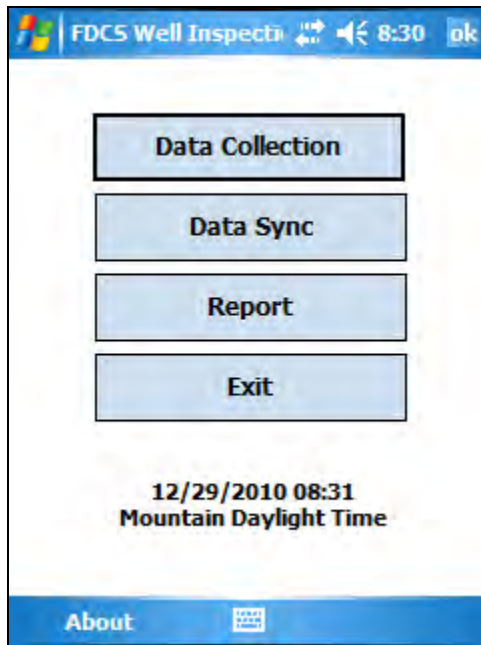 FDCS Well Inspecti 8:30 ok
Data Collection
Data Sync
Report
Exit
12/29/2010 08:31
Mountain Daylight Time
About